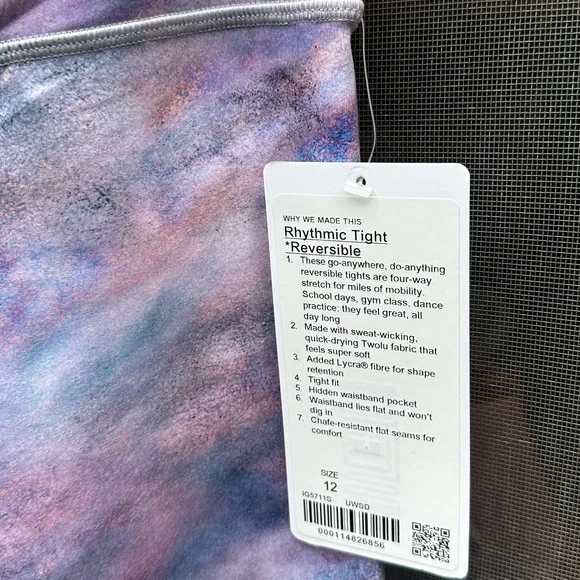 WHY WE MADE THIS
Rhythmic Tight
*Reversible
1. These go-anywhere, do-anything
reversible tights are four-way
stretch for miles of mobility.
School days, gym class, dance
practice: they feel great, all
day long
2. Made with sweat-wicking,
quick-drying Twolu fabric that
feels super soft
3. Added Lycra® fibre for shape
retention
4. Tight fit
5. Hidden waistband pocket
6. Waistband lies flat and won't
dig in
7. Chafe-resistant flat seams for
comfort
SIZE
12
IG5711S UWSD
000114826856